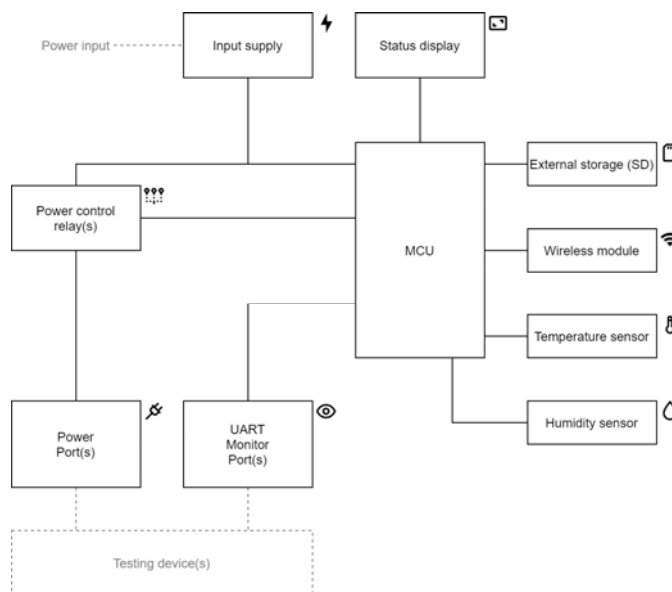 Power input
Input supply
Status display
External storage (SD)
Power control
relay(s)
MCU
Wireless module
Temperature sensor
Humidity sensor
Power
Port(s)
UART
Monitor
Port(s)
Testing device(s)